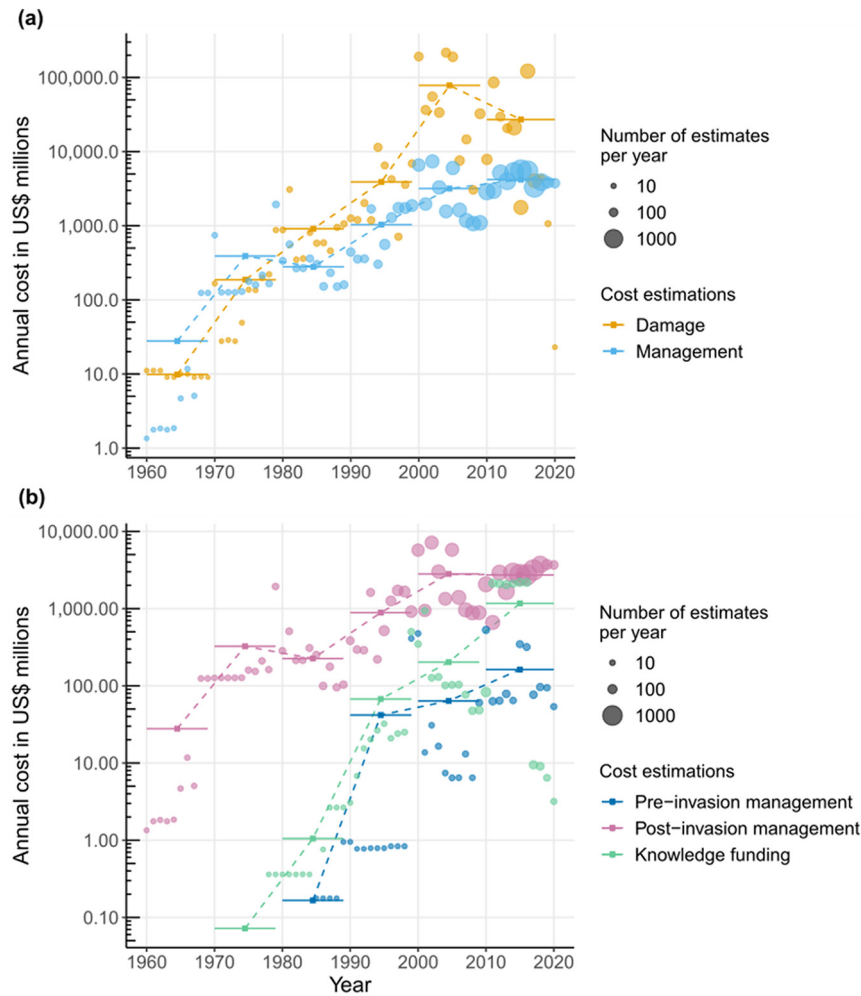 (a)
Annual cost in US$ millions
100,000.0
10,000.0
1,000.0
100.0
10.0
1.0
1960 1970 1980 1990 2000 2010 2020
Number of estimates
per year
10
100
1000
Cost estimations
Damage
Management
(b)
Annual cost in US$ millions
10,000.00
1,000.00
100.00
10.00
1.00
0.10
1960 1970 1980 1990 2000 2010 2020
Year
Number of estimates
per year
10
100
1000
Cost estimations
Pre−invasion management
Post−invasion management
Knowledge funding